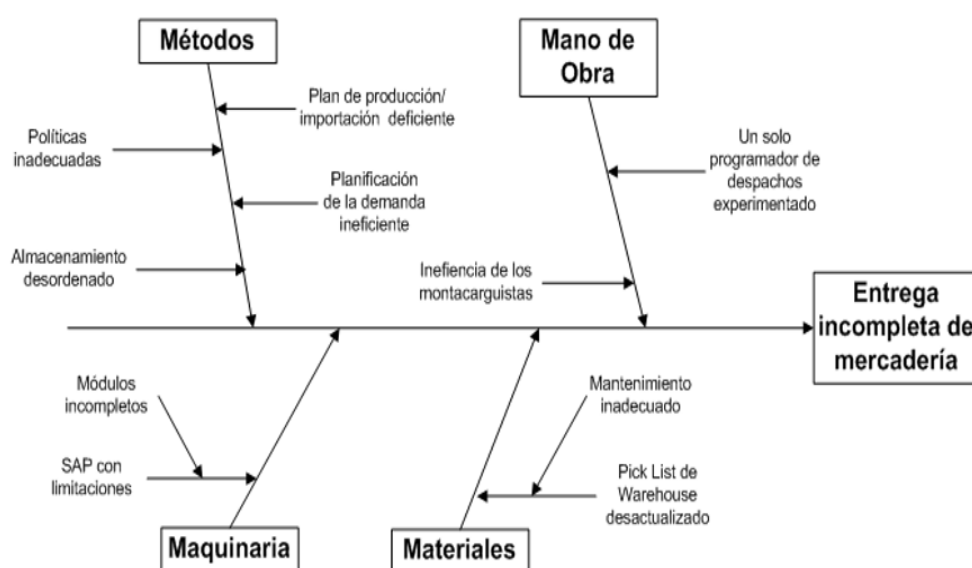 Métodos
Mano de
Obra
Plan de producción/
importación deficiente
Políticas
inadecuadas
Un solo
programador de
despachos
experimentado
Planificación
de la demanda
ineficiente
Almacenamiento
desordenado
Inefiencia de los
montacarguistas
Entrega
incompleta de
mercadería
Módulos
incompletos
Mantenimiento
inadecuado
SAP con
limitaciones
Pick List de
Warehouse
desactualizado
Maquinaria
Materiales